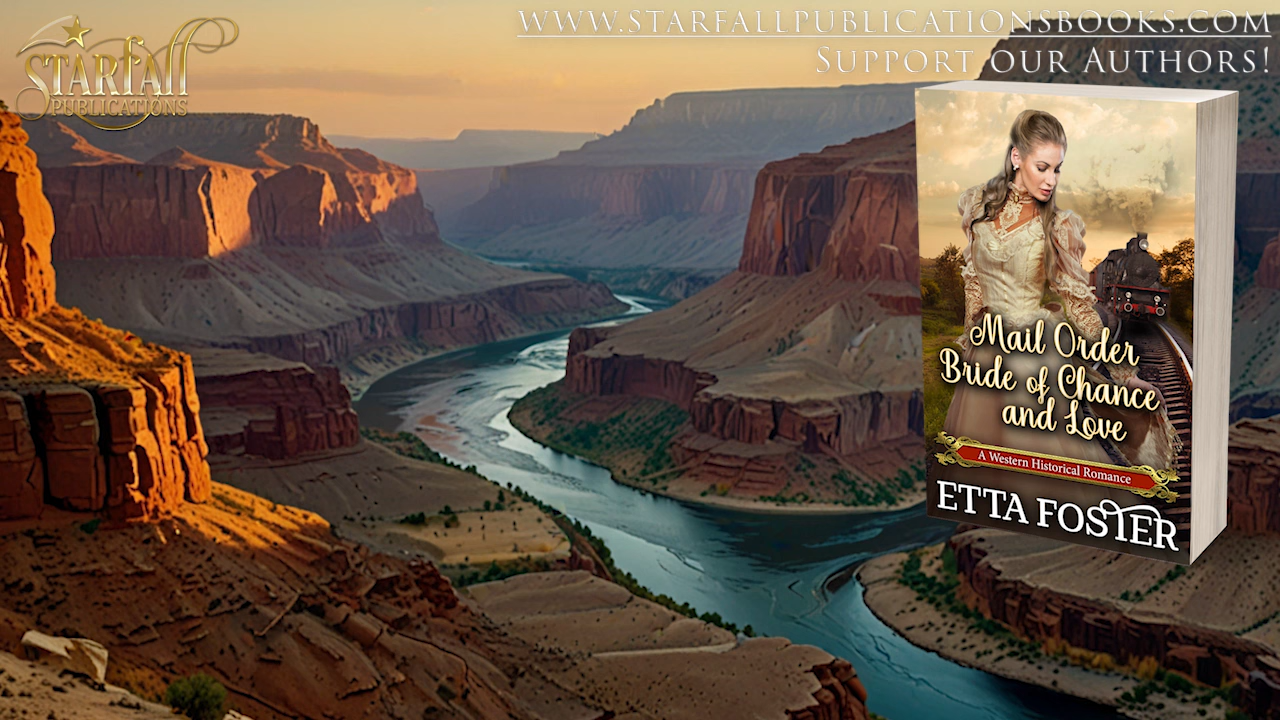 STARfall
PUBLICATIONS
WWW.STARFALLPUBLICATIONSBOOKS.COM
SUPPORT OUR AUTHORS!
Mail Order
Bride of Chance
and Love
A Western Historical Romance
ETTA FOSTER